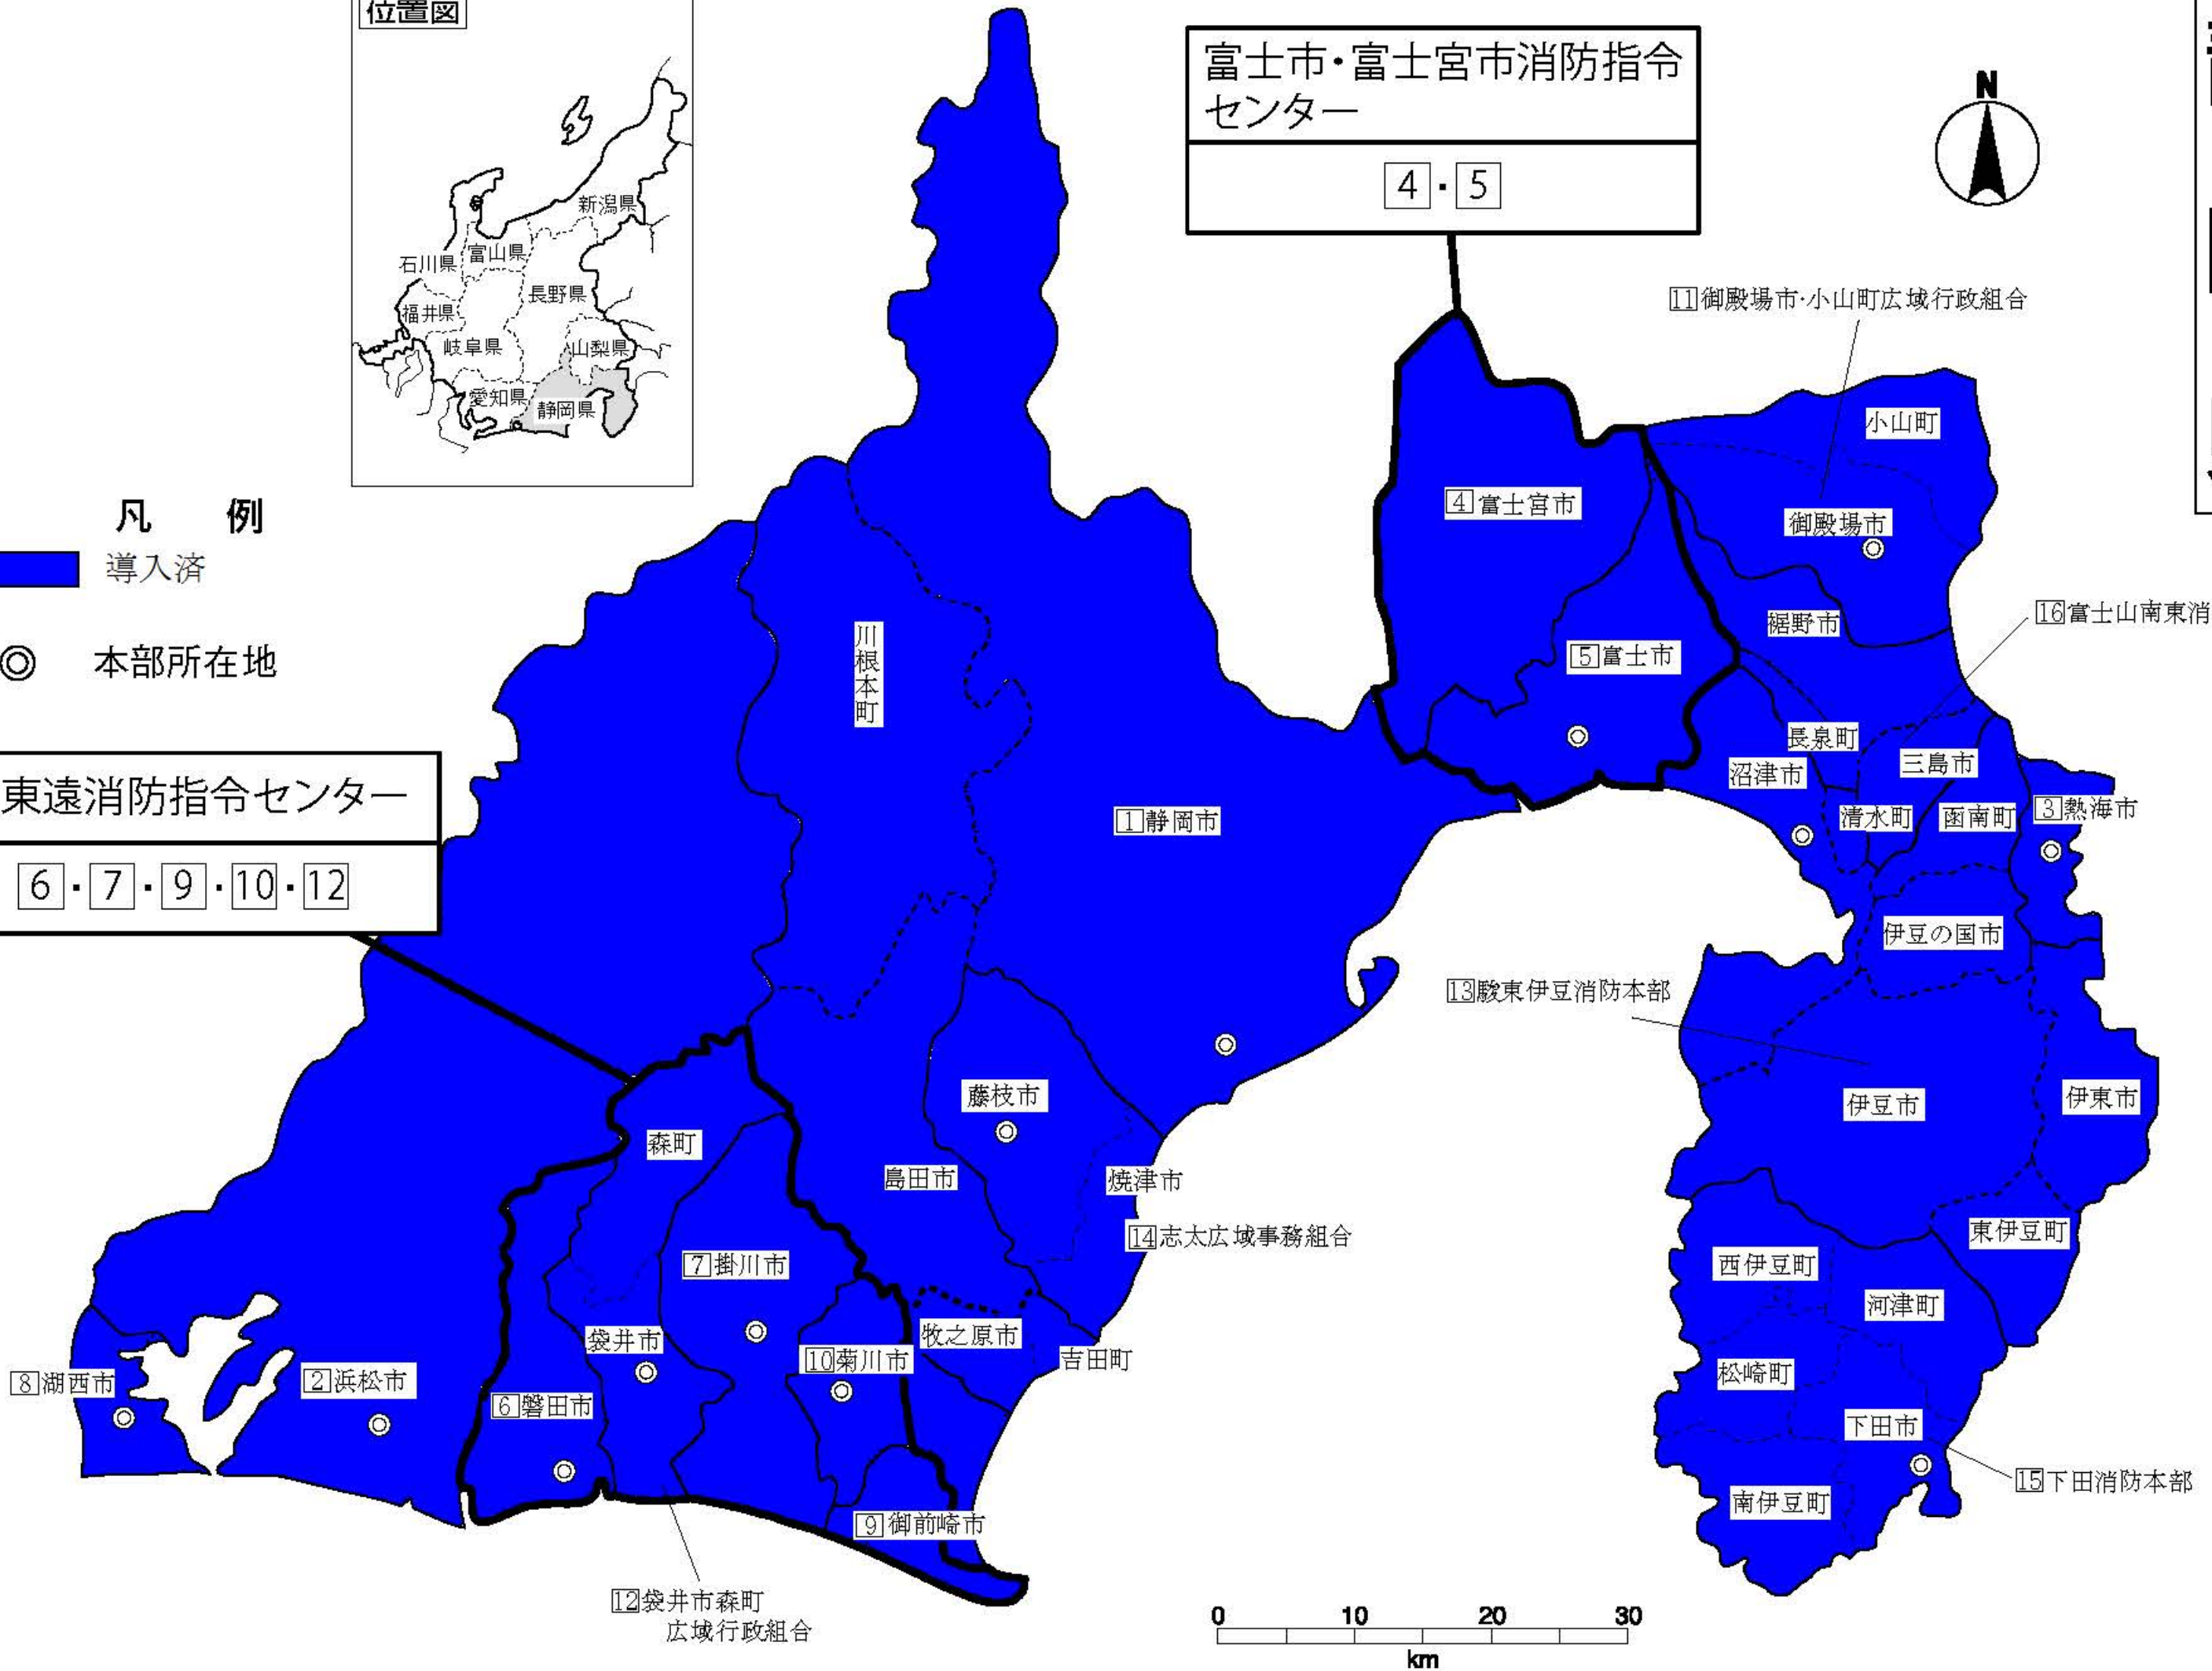 位置図
新潟県
富山県
石川県
長野県
福井県
岐阜県
山梨県
愛知県
静岡県
富士市・富士宮市消防指令
センター
4・5
N
凡 例
導入済
◎ 本部所在地
東遠消防指令センター
6・7・9・10・12
11御殿場市・小山町広域行政組合
小山町
4富士宮市
御殿場市
16富士山南東消
裾野市
5富士市
川根本町
長泉町
三島市
沼津市
3熱海市
1静岡市
清水町
函南町
伊豆の国市
13駿東伊豆消防本部
伊豆市
伊東市
藤枝市
森町
島田市
焼津市
14志太広域事務組合
東伊豆町
西伊豆町
7掛川市
河津町
袋井市
牧之原市
吉田町
10菊川市
松崎町
8湖西市
2浜松市
6磐田市
下田市
15下田消防本部
南伊豆町
9御前崎市
12袋井市森町
広域行政組合
0 10 20 30
km